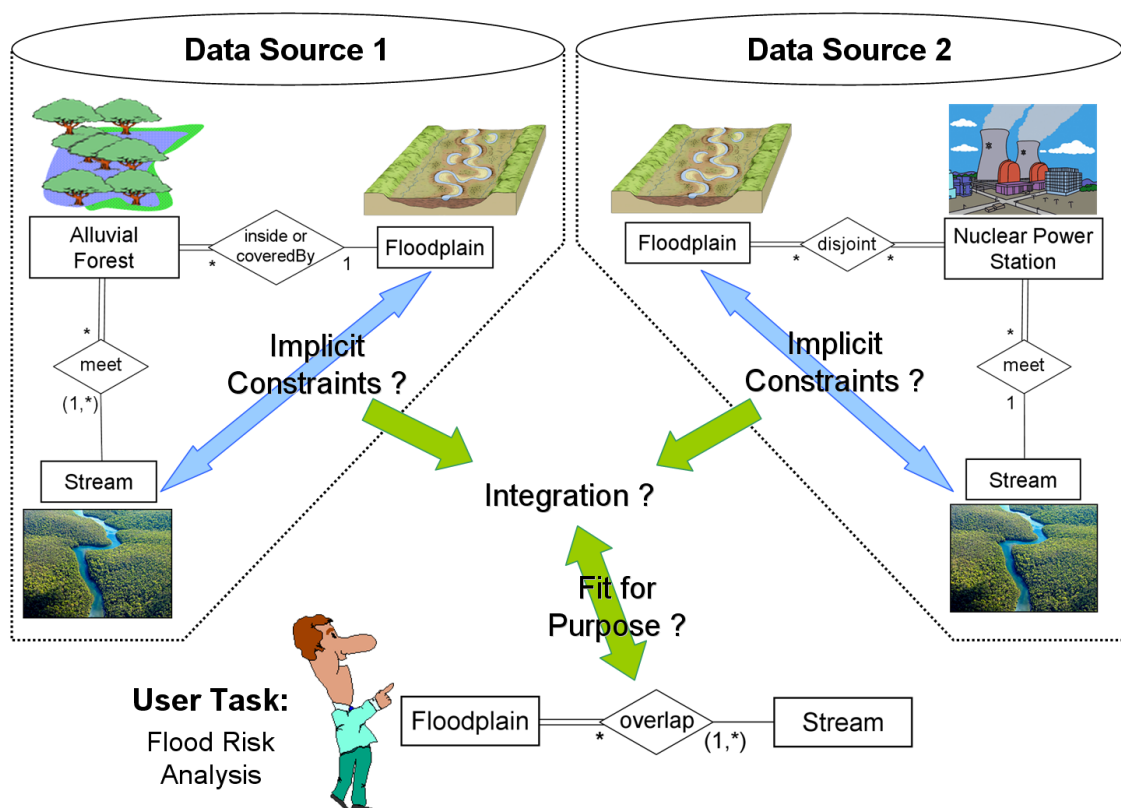 Data Source 1
Data Source 2
Alluvial
Forest
*
inside or
coveredBy
1
Floodplain
Floodplain
*
disjoint
*
Nuclear Power
Station
*
meet
(1,*)
Stream
Implicit
Constraints ?
Implicit
Constraints ?
*
meet
1
Stream
Integration ?
Fit for
Purpose ?
User Task:
Flood Risk
Analysis
Floodplain
*
overlap
(1,*)
Stream